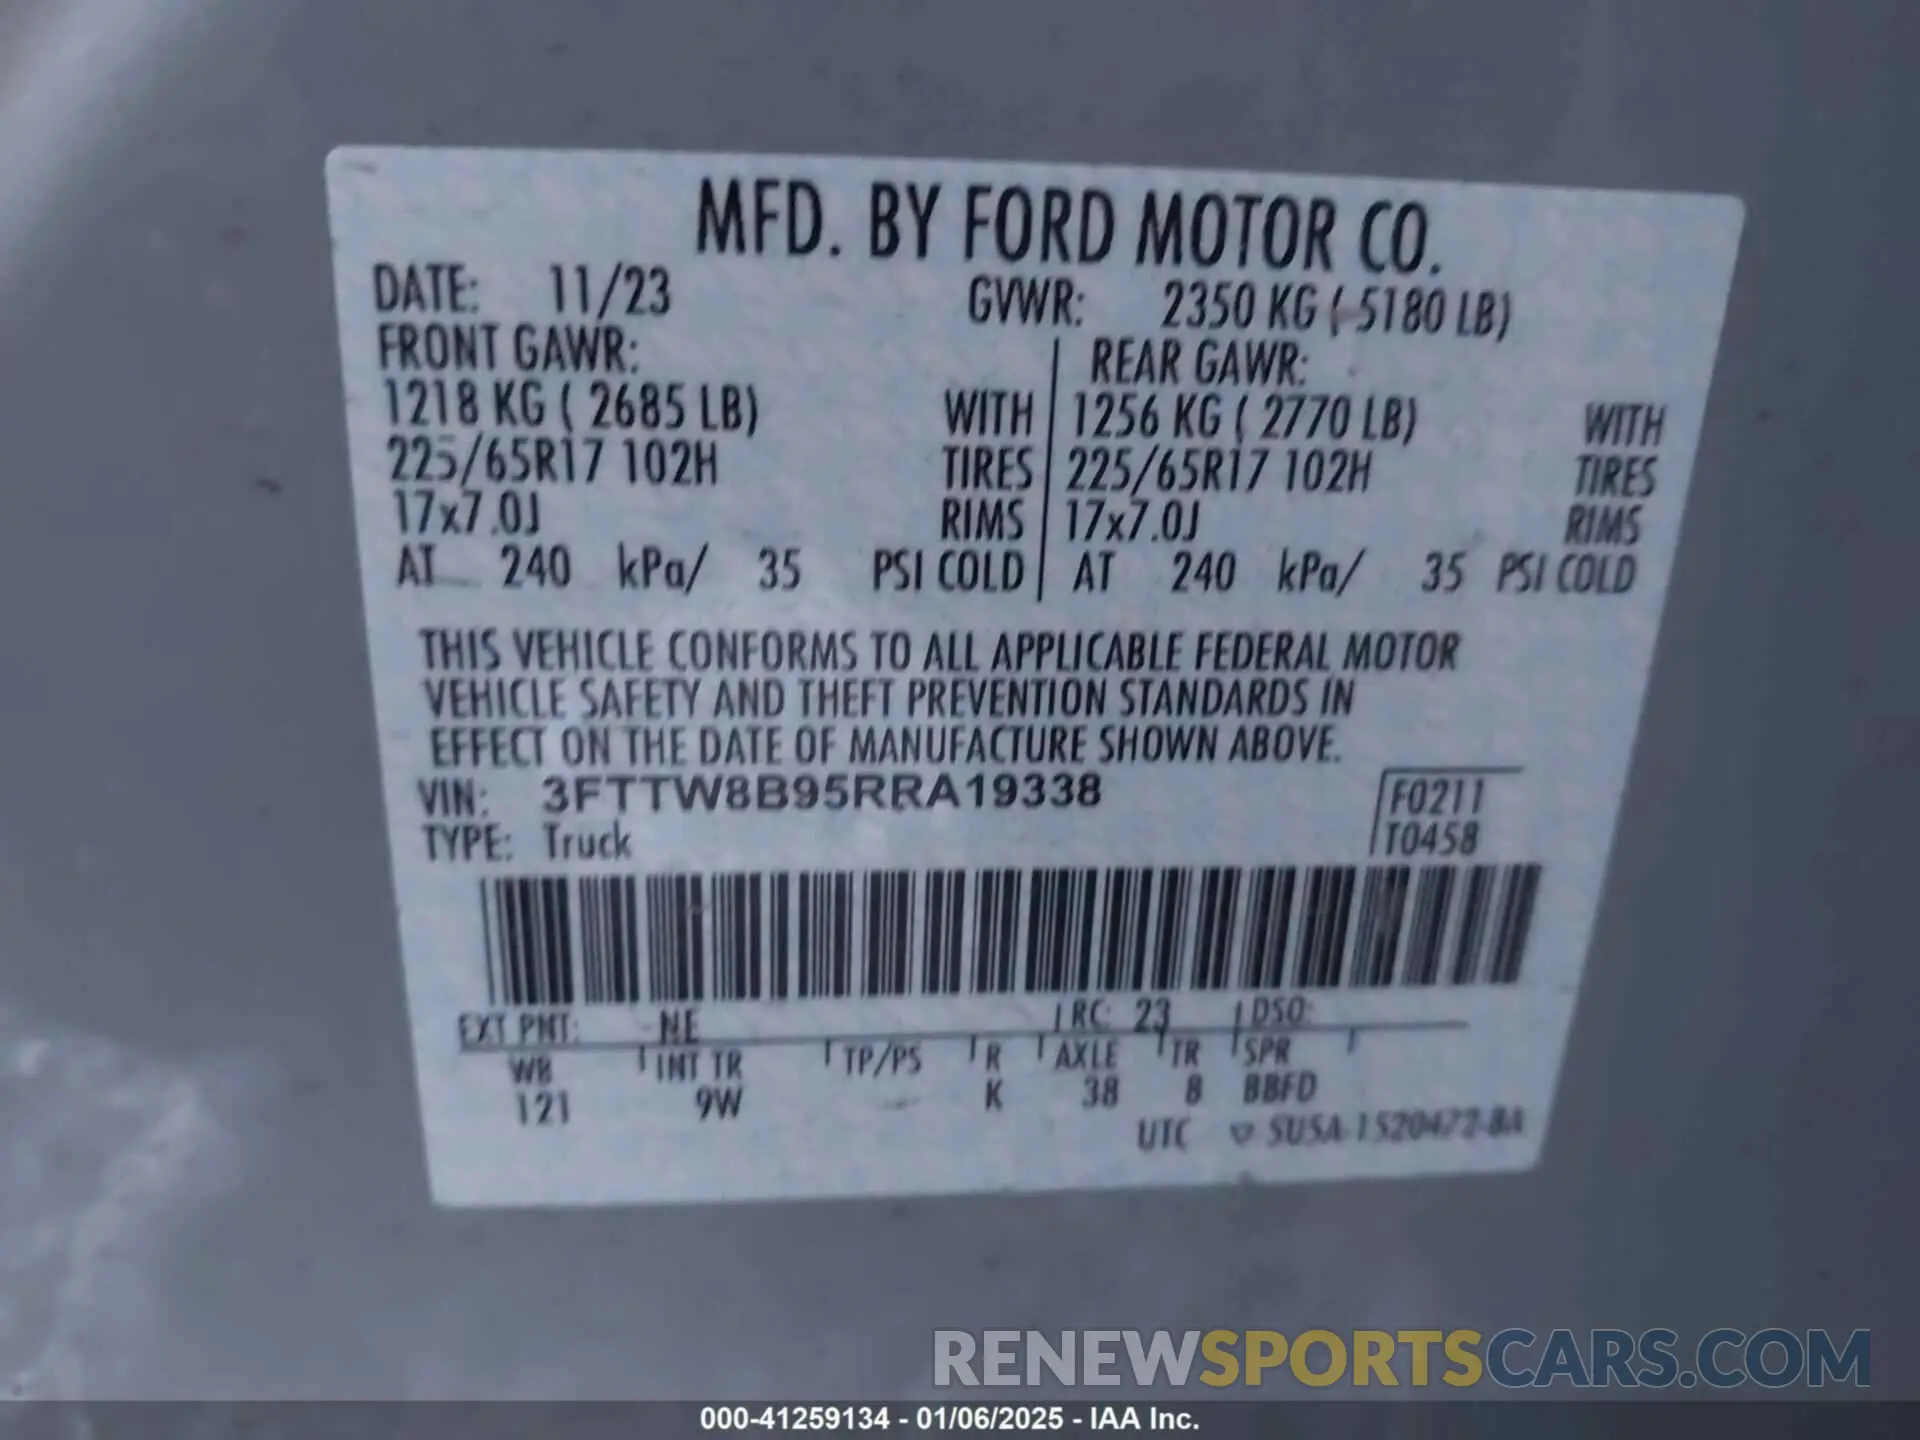 MFD. BY FORD MOTOR CO.
DATE: 11/23 GVWR: 2350 KG ( 5180 LB)
FRONT GAWR: REAR GAWR:
1218 KG ( 2685 LB) WITH 1256 KG ( 2770 LB) WITH
225/65R17 102H TIRES 225/65R17 102H TIRES
17x7.0J RIMS 17x7.0J RIMS
AT 240 kPa/ 35 PSI COLD AT 240 kPa/ 35 PSI COLD
THIS VEHICLE CONFORMS TO ALL APPLICABLE FEDERAL MOTOR
VEHICLE SAFETY AND THEFT PREVENTION STANDARDS IN
EFFECT ON THE DATE OF MANUFACTURE SHOWN ABOVE.
VIN: 3FTTW8B95RRA19338 F0211
TYPE: Truck T0458
EXT PNT: NE RC: 23 DSO:
WB INT TR TP/PS R AXLE TR SPR
121 9W K 38 8 BBFD
UTC ▽ SU5A-1520472-BA
RENEWSPORTSCARS.COM
000-41259134 - 01/06/2025 - IAA Inc.